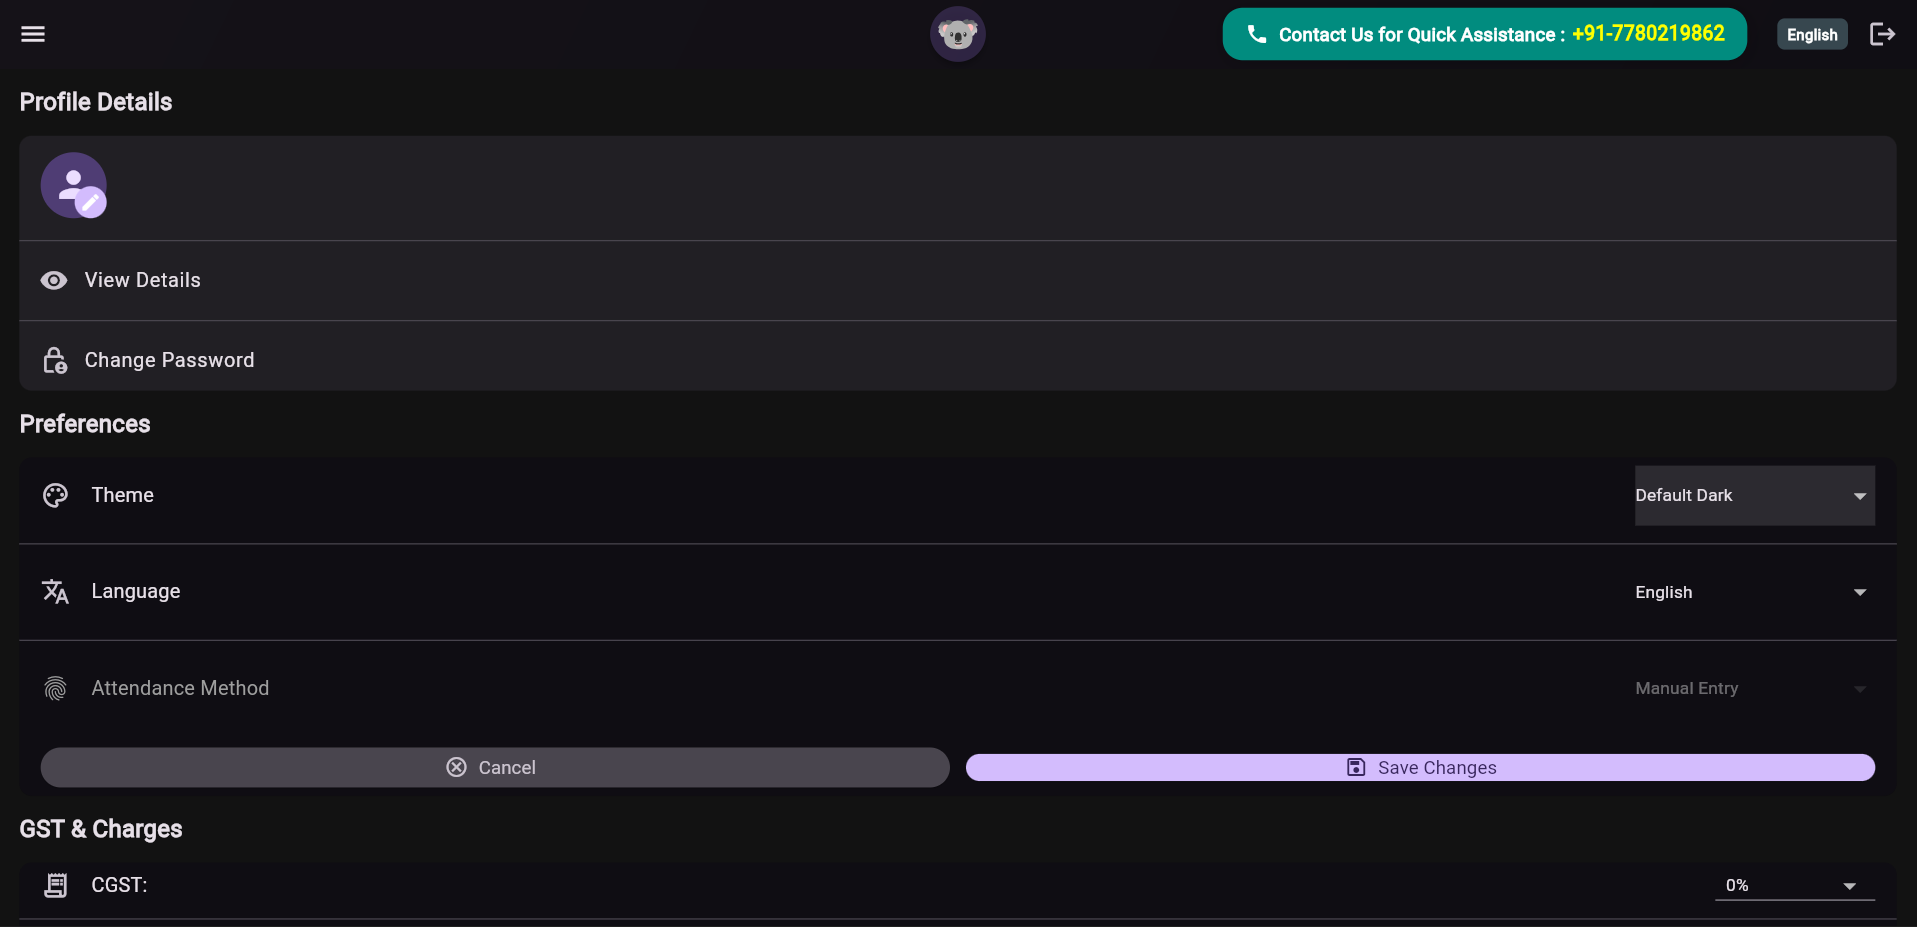 Contact Us for Quick Assistance : +91-7780219862
English
Profile Details
View Details
Change Password
Preferences
Theme
Default Dark
Language
English
Attendance Method
Manual Entry
Cancel
Save Changes
GST & Charges
CGST:
0%